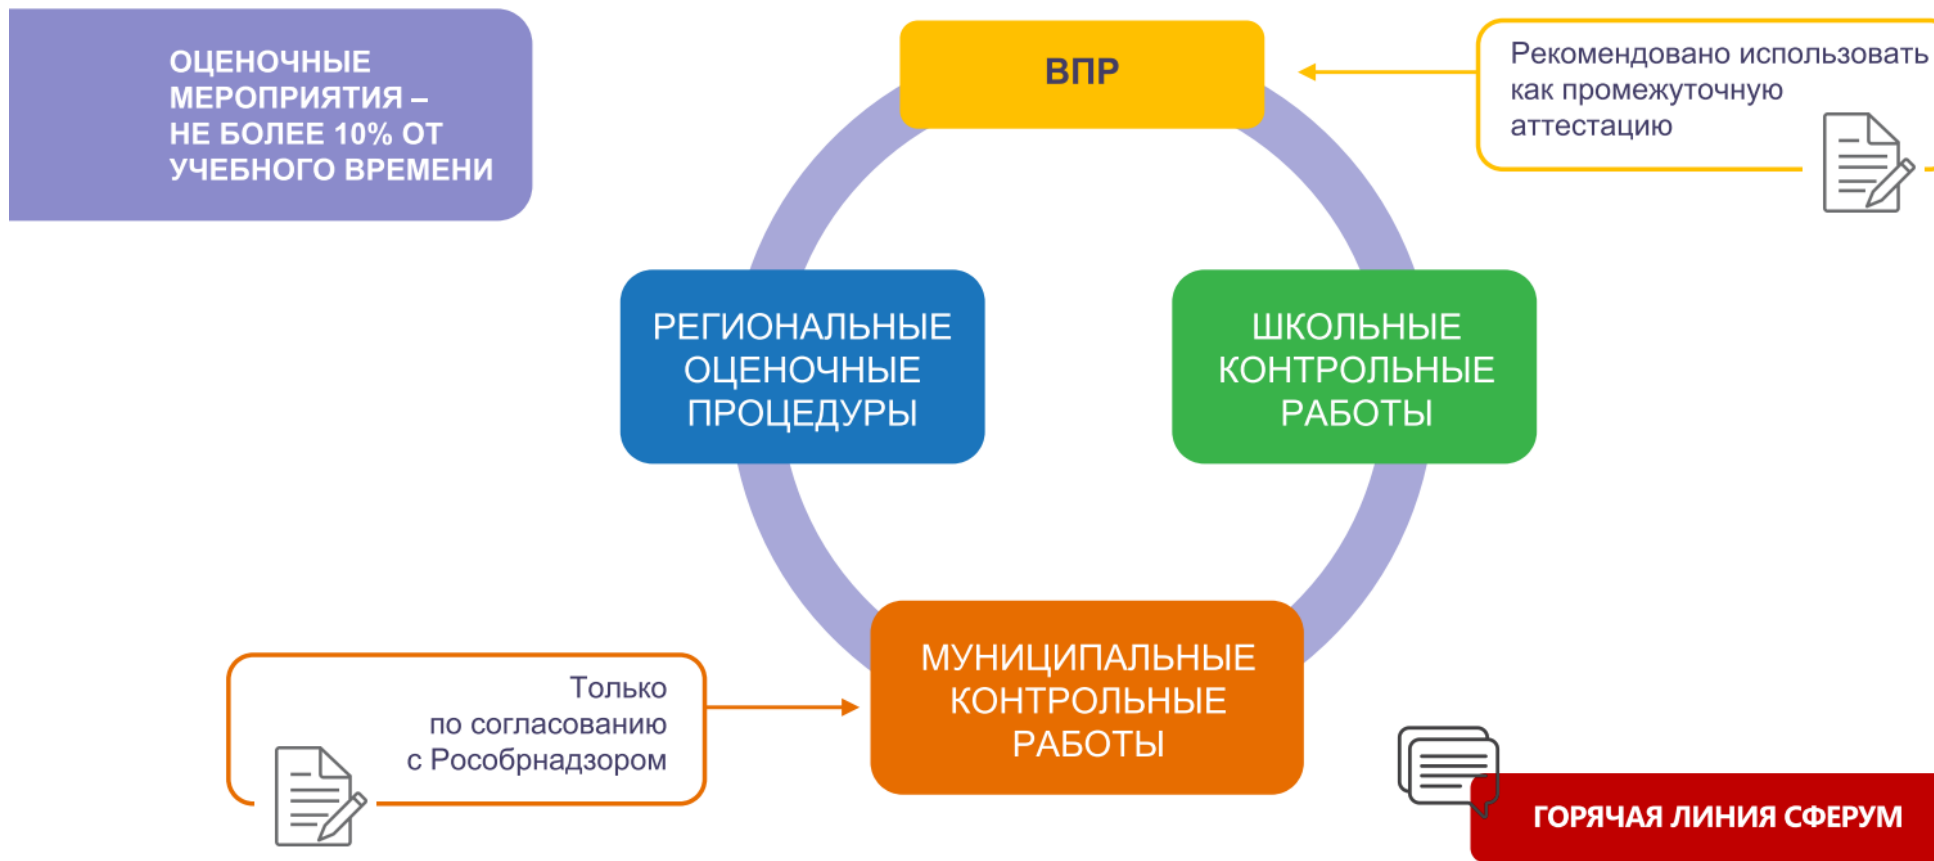 ОЦЕНОЧНЫЕ
МЕРОПРИЯТИЯ –
НЕ БОЛЕЕ 10% ОТ
УЧЕБНОГО ВРЕМЕНИ
ВПР
Рекомендовано использовать
как промежуточную
аттестацию
РЕГИОНАЛЬНЫЕ
ОЦЕНОЧНЫЕ
ПРОЦЕДУРЫ
ШКОЛЬНЫЕ
КОНТРОЛЬНЫЕ
РАБОТЫ
Только
по согласованию
с Рособрнадзором
МУНИЦИПАЛЬНЫЕ
КОНТРОЛЬНЫЕ
РАБОТЫ
ГОРЯЧАЯ ЛИНИЯ СФЕРУМ